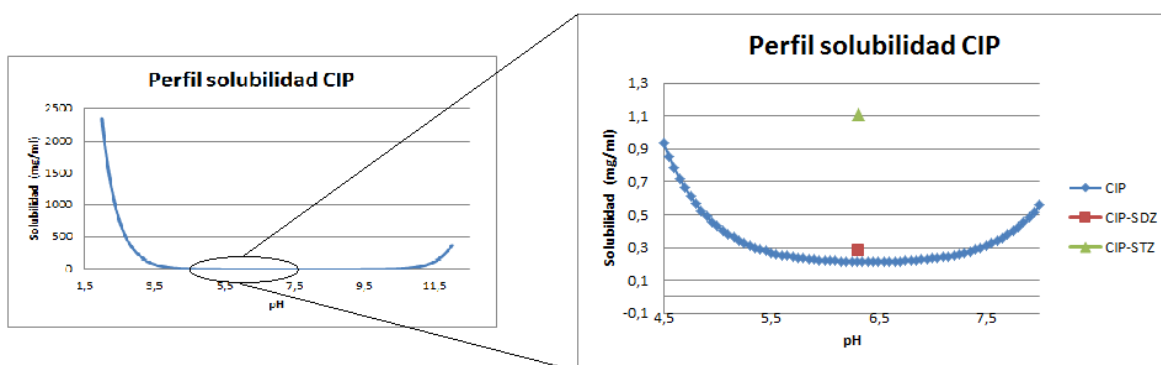 Perfil solubilidad CIP
Solubilidad (mg/ml)
2500
2000
1500
1000
500
0
1,5
3,5
5,5
7,5
9,5
11,5
pH
Perfil solubilidad CIP
Solubilidad (mg/ml)
1,3
1,1
0,9
0,7
0,5
0,3
0,1
-0,1
4,5
5,5
6,5
7,5
pH
CIP
CIP-SDZ
CIP-STZ